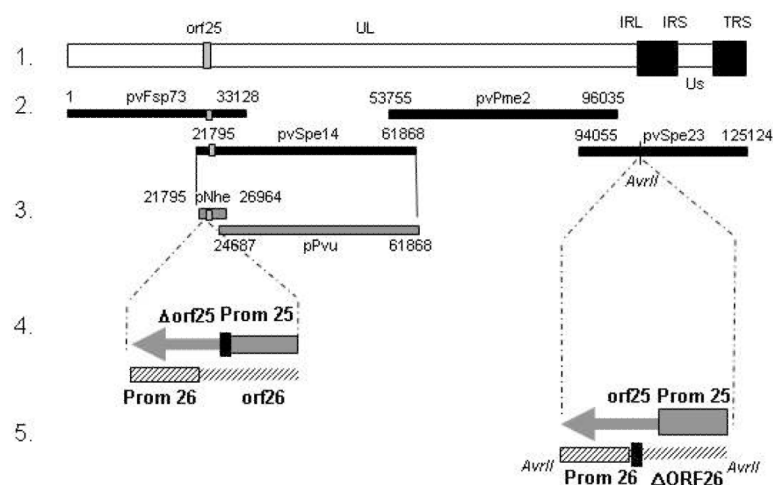 orf25 UL IRL IRS TRS
1.
Us
2. 1 pvFsp73 33128 53755 pvPme2 96035
21795 pvSpe14 61868 94055 pvSpe23 125124
AvrII
21795 pNhe 26964
3.
24687 pPvu 61868
4. Δorf25 Prom 25
Prom 26 orf26
orf25 Prom 25
5.
AvrII AvrII
Prom 26 ΔORF26